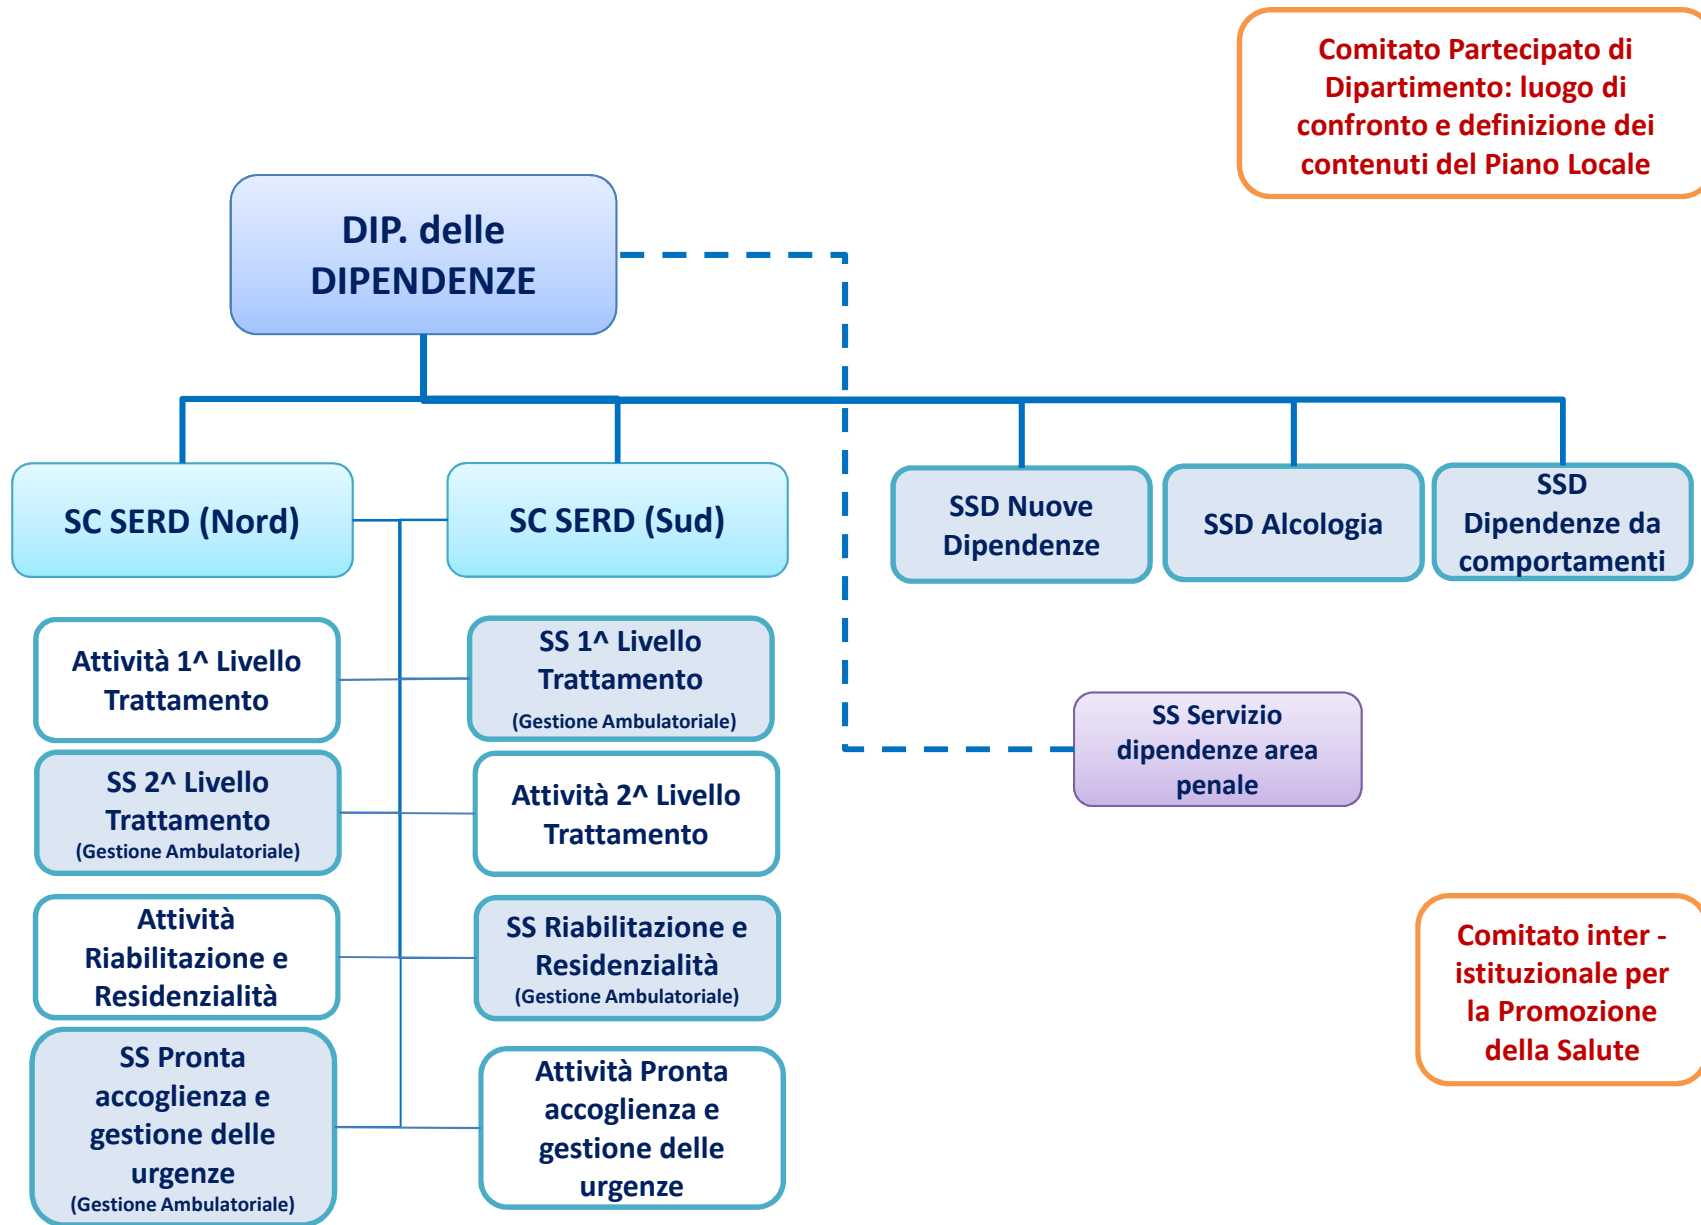 Comitato Partecipato di
Dipartimento: luogo di
confronto e definizione dei
contenuti del Piano Locale
DIP. delle
DIPENDENZE
SC SERD (Nord)
SC SERD (Sud)
SSD Nuove
Dipendenze
SSD Alcologia
SSD
Dipendenze da
comportamenti
Attività 1^ Livello
Trattamento
SS 1^ Livello
Trattamento
(Gestione Ambulatoriale)
SS Servizio
dipendenze area
penale
SS 2^ Livello
Trattamento
(Gestione Ambulatoriale)
Attività 2^ Livello
Trattamento
Attività
Riabilitazione e
Residenzialità
SS Riabilitazione e
Residenzialità
(Gestione Ambulatoriale)
Comitato inter -
istituzionale per
la Promozione
della Salute
SS Pronta
accoglienza e
gestione delle
urgenze
(Gestione Ambulatoriale)
Attività Pronta
accoglienza e
gestione delle
urgenze